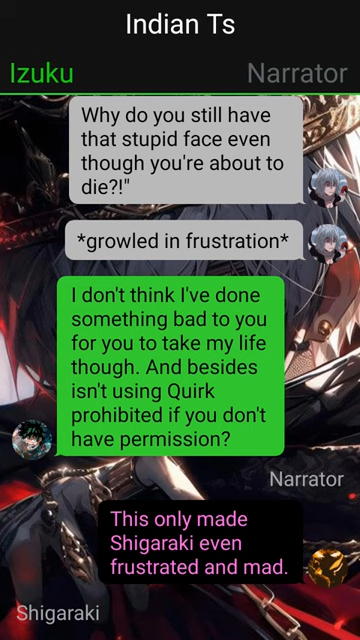 Indian Ts
Izuku
Narrator
Why do you still have
that stupid face even
though you're about to
die?!"
*growled in frustration*
I don't think I've done
something bad to you
for you to take my life
though. And besides
isn't using Quirk
prohibited if you don't
have permission?
Narrator
This only made
Shigaraki even
frustrated and mad.
Shigaraki